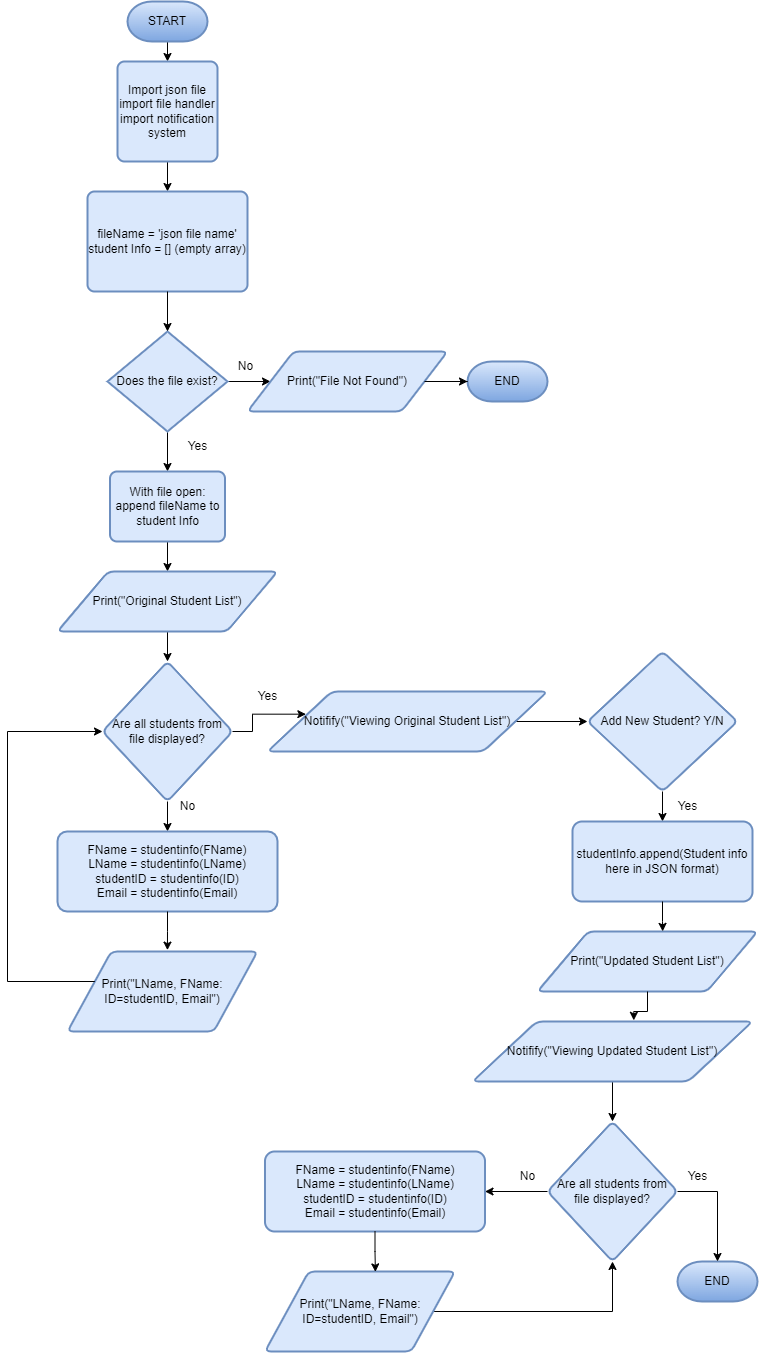 START
Import json file
import file handler
import notification
system
fileName = 'json file name'
student Info = [] (empty array)
Does the file exist?
No
Print("File Not Found")
END
Yes
With file open:
append fileName to
student Info
Print("Original Student List")
Are all students from
file displayed?
Yes
Notifify("Viewing Original Student List")
Add New Student? Y/N
No
Yes
FName = studentinfo(FName)
LName = studentinfo(LName)
studentID = studentinfo(ID)
Email = studentinfo(Email)
studentInfo.append(Student info
here in JSON format)
Print("LName, FName:
ID=studentID, Email")
Print("Updated Student List")
Notifify("Viewing Updated Student List")
Are all students from
file displayed?
No
Yes
FName = studentinfo(FName)
LName = studentinfo(LName)
studentID = studentinfo(ID)
Email = studentinfo(Email)
END
Print("LName, FName:
ID=studentID, Email")